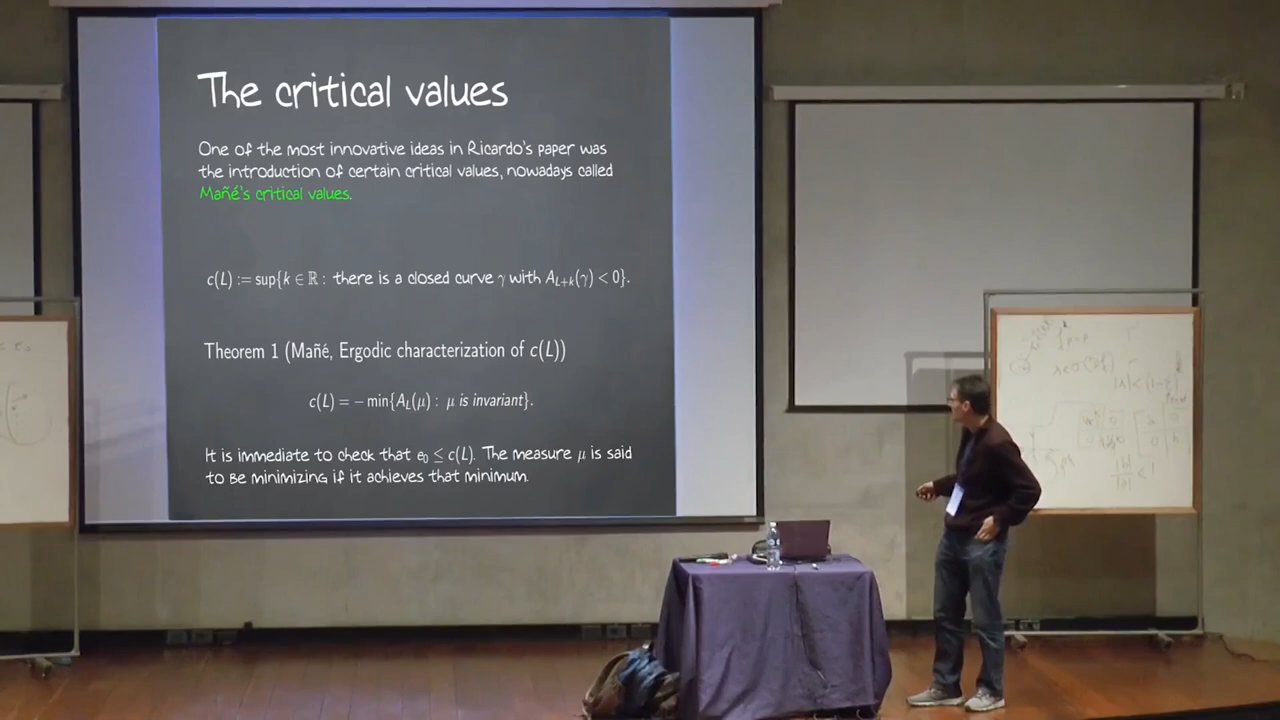 The critical values
One of the most innovative ideas in Ricardo's paper was
the introduction of certain critical values, nowadays called
Mañé's critical values.
c(L) := sup{k ∈ ℝ : there is a closed curve γ with A_{L+k}(γ) < 0}.
Theorem 1 (Mañé, Ergodic characterization of c(L))
c(L) = − min{A_L(μ) : μ is invariant}.
It is immediate to check that e₀ ≤ c(L). The measure μ is said
to be minimizing if it achieves that minimum.